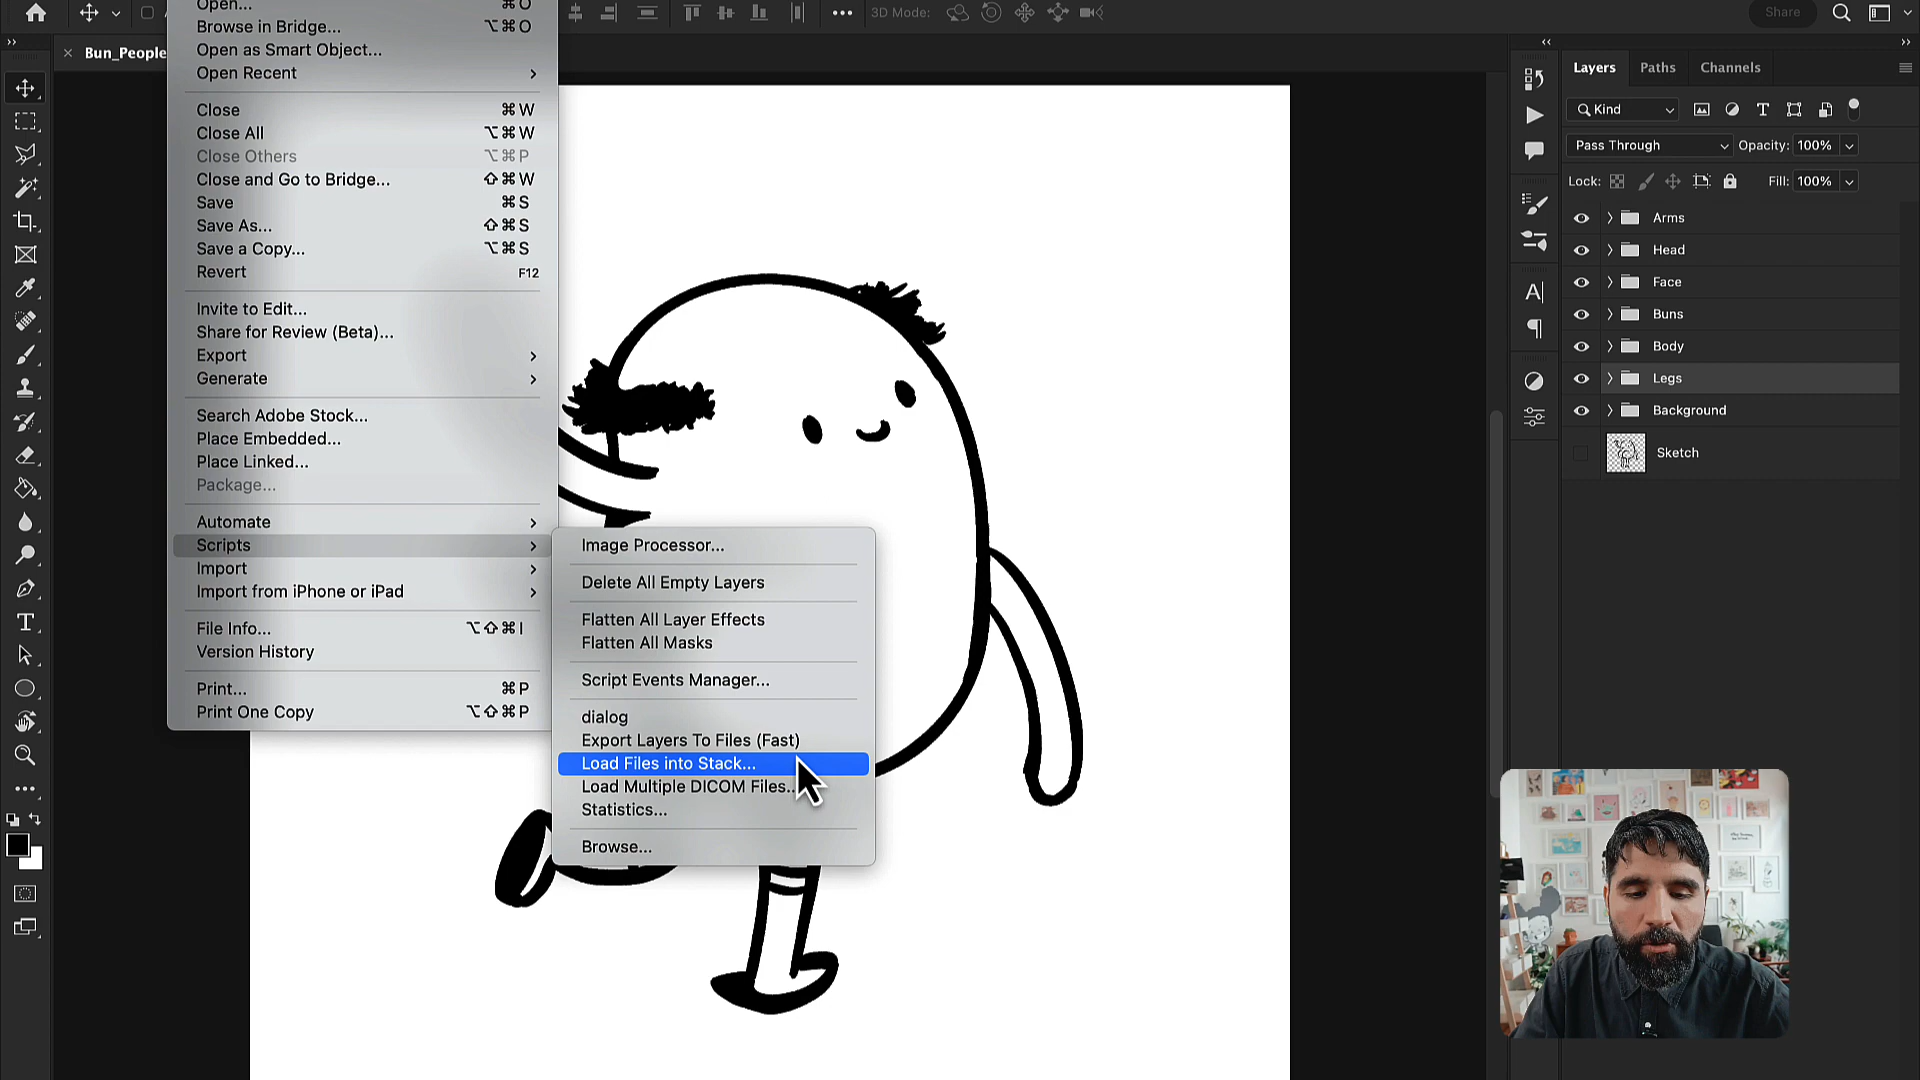 Open... ⌘O
3D Mode:
Share
Browse in Bridge... ⌥⌘O
Bun_People
Open as Smart Object...
Open Recent
Close ⌘W
Close All ⌥⌘W
Close Others ⌥⌘P
Close and Go to Bridge... ⇧⌘W
Save ⌘S
Save As... ⇧⌘S
Save a Copy... ⌥⌘S
Revert F12
Invite to Edit...
Share for Review (Beta)...
Export
Generate
Search Adobe Stock...
Place Embedded...
Place Linked...
Package...
Automate
Scripts
Import
Import from iPhone or iPad
File Info... ⌥⇧⌘I
Version History
Print... ⌘P
Print One Copy ⌥⇧⌘P
Image Processor...
Delete All Empty Layers
Flatten All Layer Effects
Flatten All Masks
Script Events Manager...
dialog
Export Layers To Files (Fast)
Load Files into Stack...
Load Multiple DICOM Files...
Statistics...
Browse...
Layers Paths Channels
Kind
Pass Through Opacity: 100%
Lock: Fill: 100%
Arms
Head
Face
Buns
Body
Legs
Background
Sketch